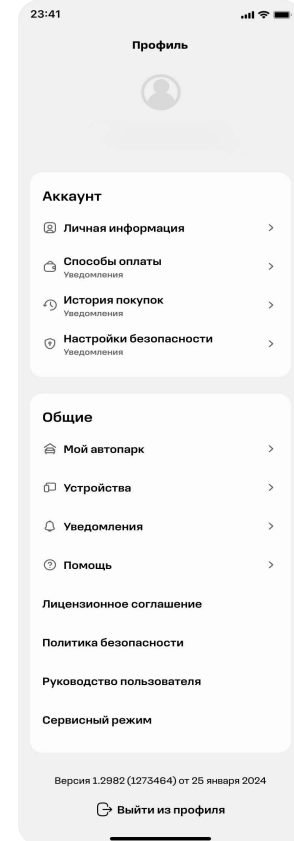 23:41
Профиль
Аккаунт
Личная информация
Способы оплаты
Уведомления
История покупок
Уведомления
Настройки безопасности
Уведомления
Общие
Мой автопарк
Устройства
Уведомления
Помощь
Лицензионное соглашение
Политика безопасности
Руководство пользователя
Сервисный режим
Версия 1.2982 (1273464) от 25 января 2024
Выйти из профиля